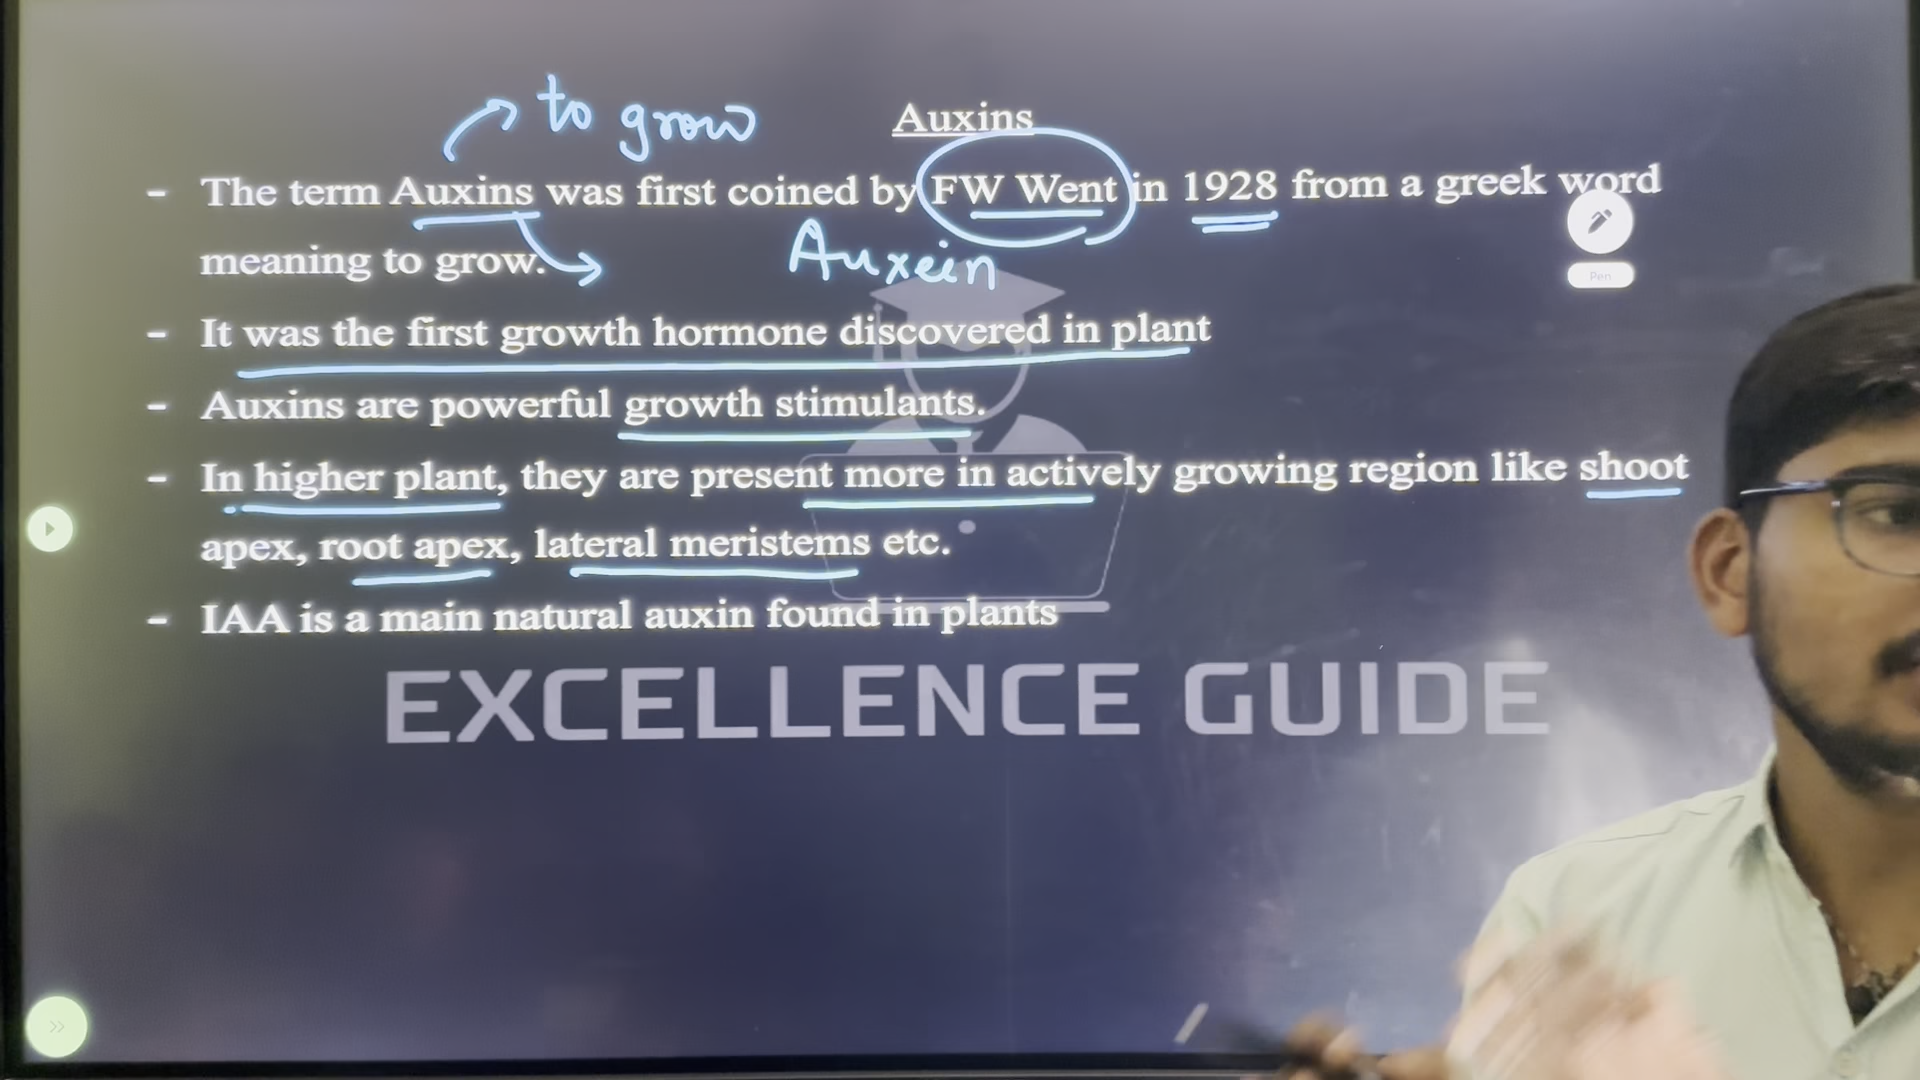 to grow
Auxins
- The term Auxins was first coined by FW Went in 1928 from a greek word
meaning to grow.
Auxein
Pen
- It was the first growth hormone discovered in plant
- Auxins are powerful growth stimulants.
- In higher plant, they are present more in actively growing region like shoot
apex, root apex, lateral meristems etc.
- IAA is a main natural auxin found in plants
EXCELLENCE GUIDE